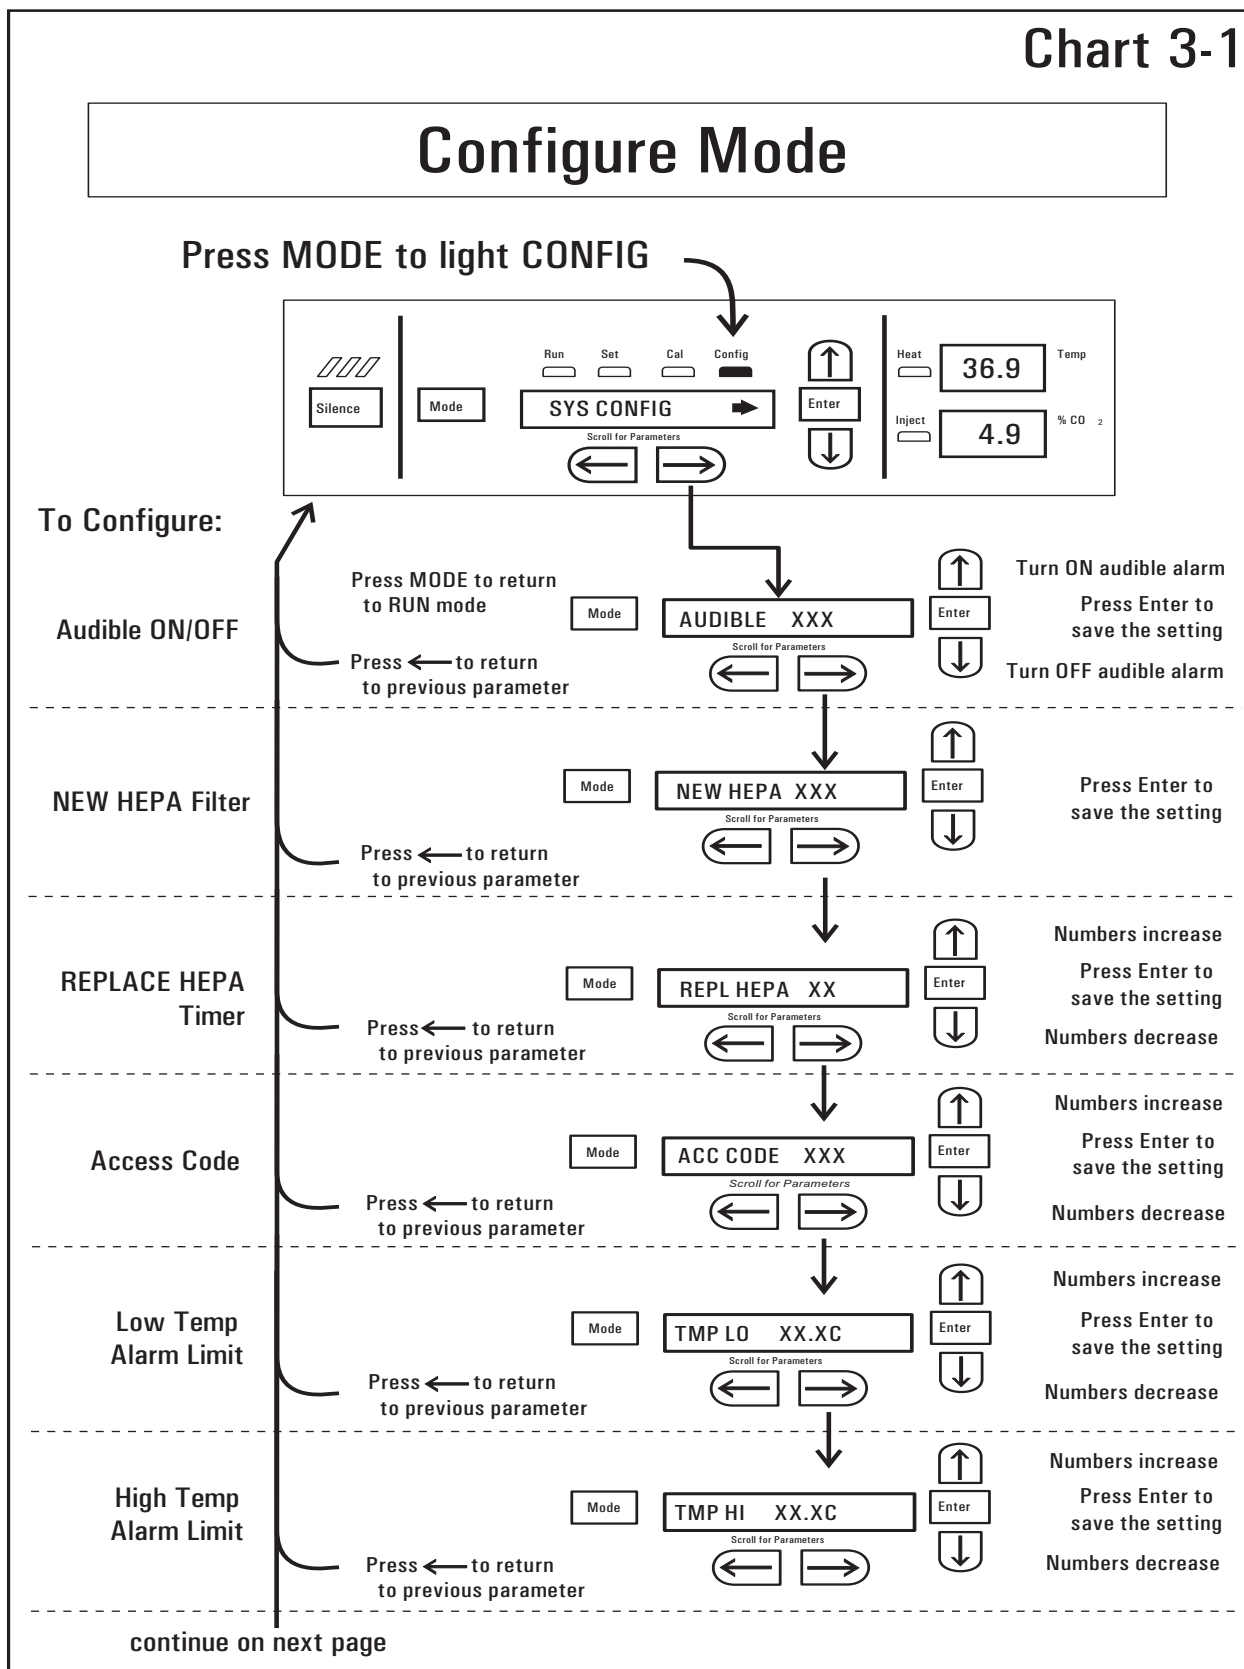 Chart 3-1
Configure Mode
Press MODE to light CONFIG
Run Set Cal Config
Heat 36.9 Temp
Silence Mode SYS CONFIG Enter
Inject 4.9 % CO 2
Scroll for Parameters
To Configure:
Audible ON/OFF
Press MODE to return
to RUN mode
Mode AUDIBLE XXX Enter
Scroll for Parameters
Turn ON audible alarm
Press Enter to
save the setting
Turn OFF audible alarm
Press ← to return
to previous parameter
NEW HEPA Filter
Mode NEW HEPA XXX Enter
Scroll for Parameters
Press Enter to
save the setting
Press ← to return
to previous parameter
REPLACE HEPA
Timer
Mode REPL HEPA XX Enter
Scroll for Parameters
Numbers increase
Press Enter to
save the setting
Numbers decrease
Press ← to return
to previous parameter
Access Code
Mode ACC CODE XXX Enter
Scroll for Parameters
Numbers increase
Press Enter to
save the setting
Numbers decrease
Press ← to return
to previous parameter
Low Temp
Alarm Limit
Mode TMP LO XX.XC Enter
Scroll for Parameters
Numbers increase
Press Enter to
save the setting
Numbers decrease
Press ← to return
to previous parameter
High Temp
Alarm Limit
Mode TMP HI XX.XC Enter
Scroll for Parameters
Numbers increase
Press Enter to
save the setting
Numbers decrease
Press ← to return
to previous parameter
continue on next page